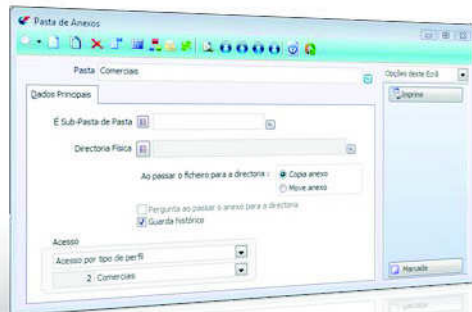 Pasta de Anexos
Pasta Comerciais
Opções deste Ecrã
Imprime
Dados Principais
É Sub-Pasta de Pasta
Directoria Física
Ao passar o ficheiro para a directoria :
Copia anexo
Move anexo
Pergunta ao passar o anexo para a directoria
Guarda histórico
Acesso
Acesso por tipo de perfil
2 Comerciais
Marcado